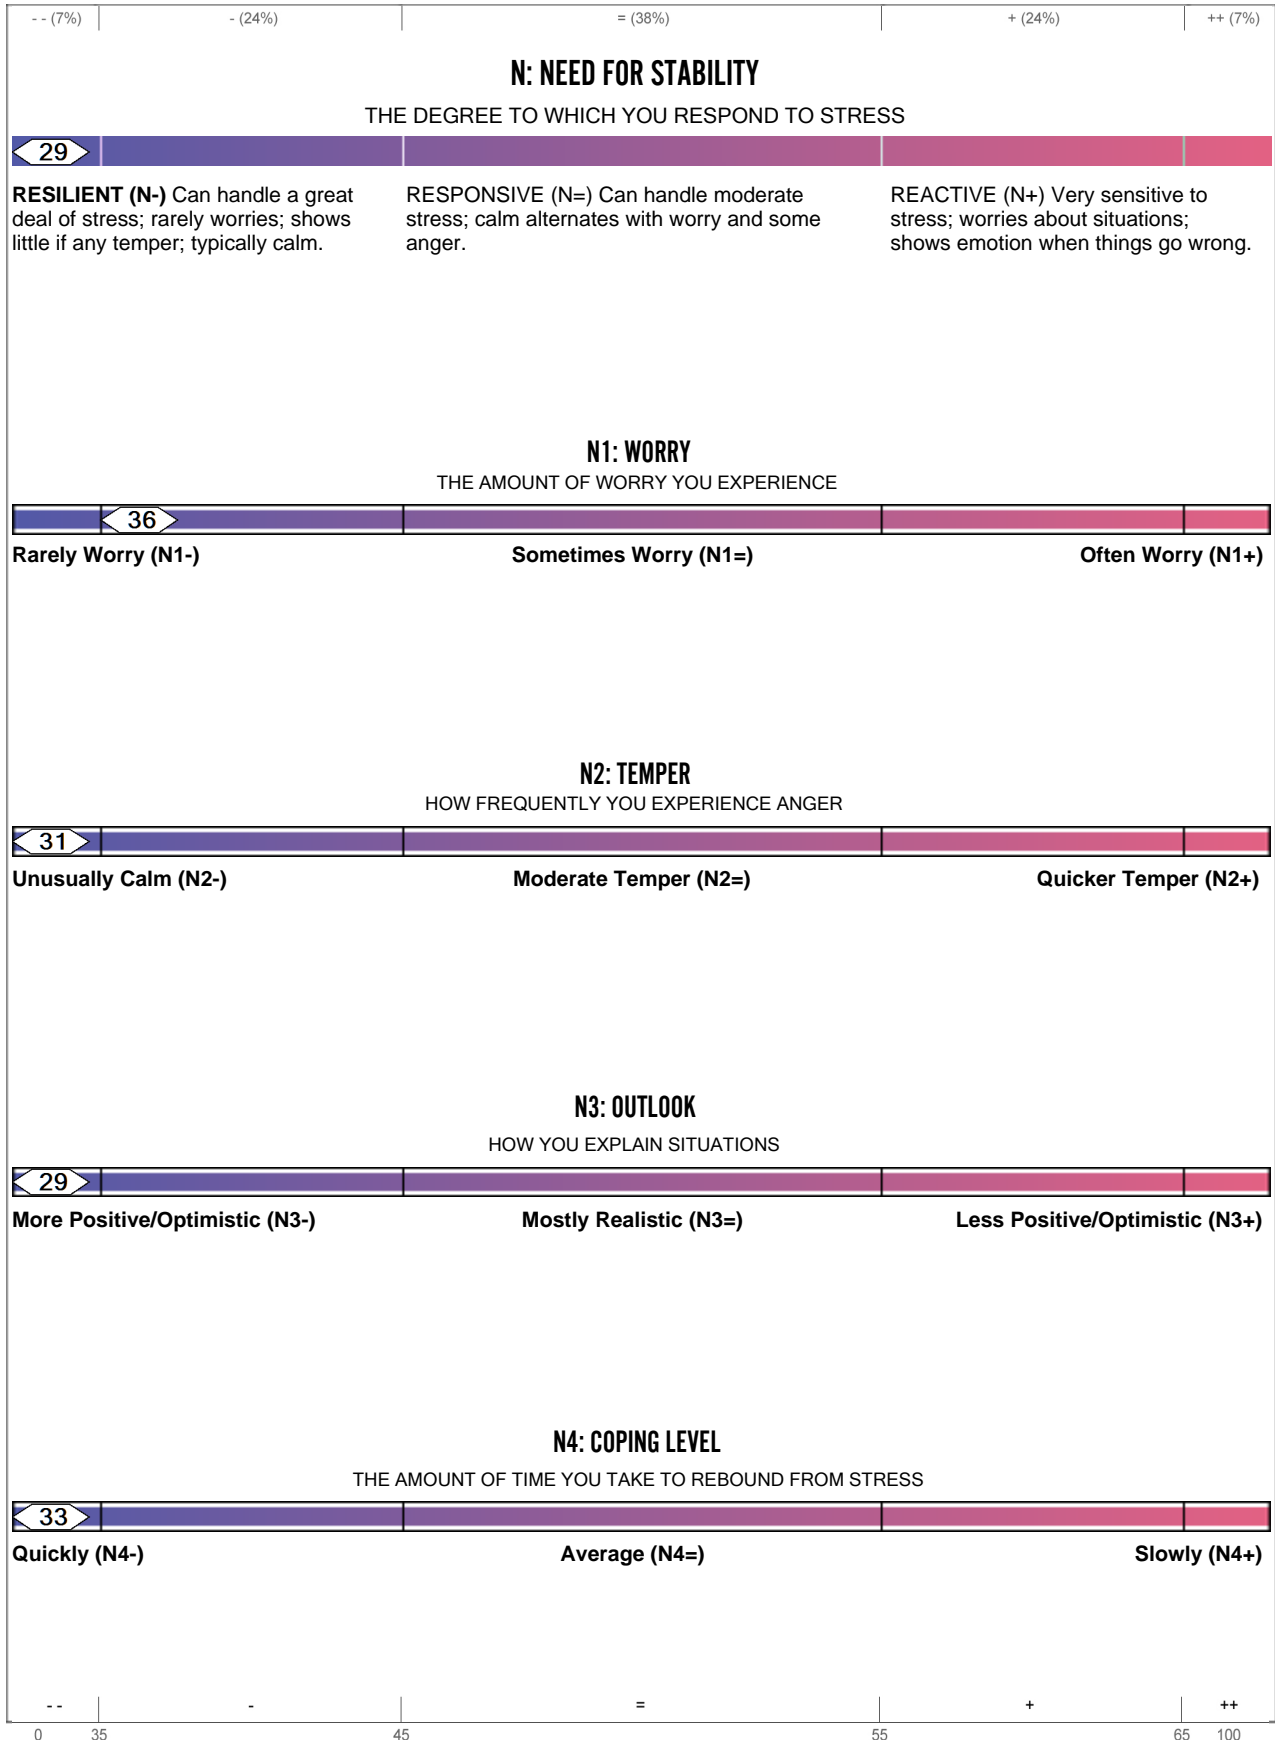 - - (7%) - (24%) = (38%) + (24%) ++ (7%)
N: NEED FOR STABILITY
THE DEGREE TO WHICH YOU RESPOND TO STRESS
29
RESILIENT (N-) Can handle a great
deal of stress; rarely worries; shows
little if any temper; typically calm.
RESPONSIVE (N=) Can handle moderate
stress; calm alternates with worry and some
anger.
REACTIVE (N+) Very sensitive to
stress; worries about situations;
shows emotion when things go wrong.
N1: WORRY
THE AMOUNT OF WORRY YOU EXPERIENCE
36
Rarely Worry (N1-) Sometimes Worry (N1=) Often Worry (N1+)
N2: TEMPER
HOW FREQUENTLY YOU EXPERIENCE ANGER
31
Unusually Calm (N2-) Moderate Temper (N2=) Quicker Temper (N2+)
N3: OUTLOOK
HOW YOU EXPLAIN SITUATIONS
29
More Positive/Optimistic (N3-) Mostly Realistic (N3=) Less Positive/Optimistic (N3+)
N4: COPING LEVEL
THE AMOUNT OF TIME YOU TAKE TO REBOUND FROM STRESS
33
Quickly (N4-) Average (N4=) Slowly (N4+)
- - - = + ++
0 35 45 55 65 100